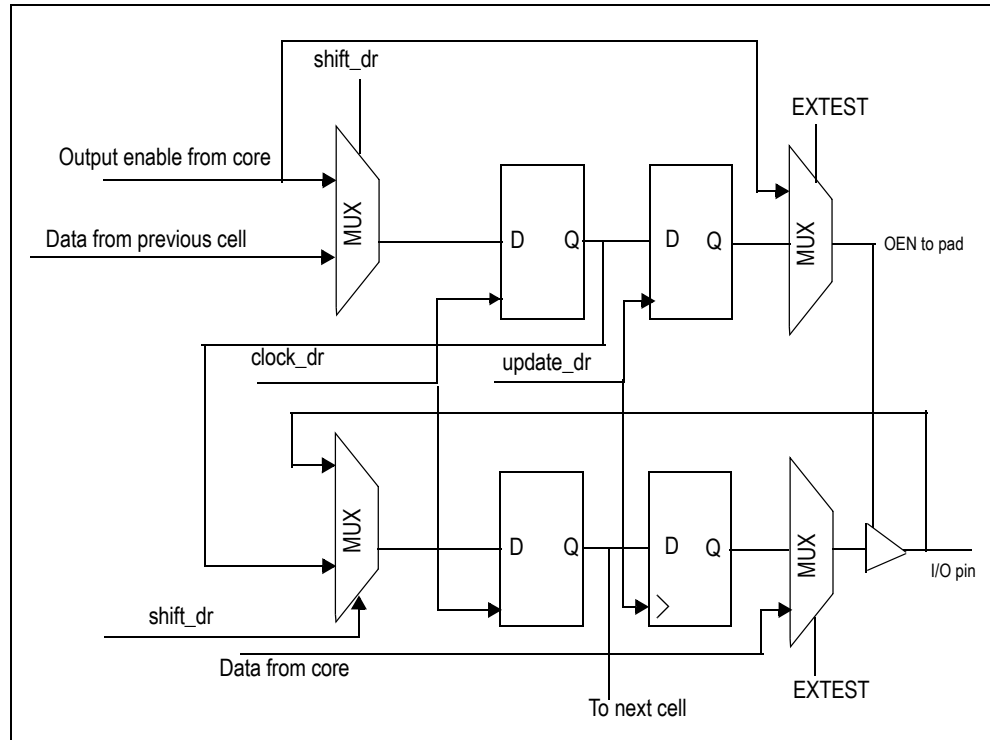 shift_dr
EXTEST
Output enable from core
MUX
MUX
Data from previous cell
D
Q
D
Q
OEN to pad
clock_dr
update_dr
MUX
MUX
D
Q
D
Q
I/O pin
shift_dr
Data from core
EXTEST
To next cell